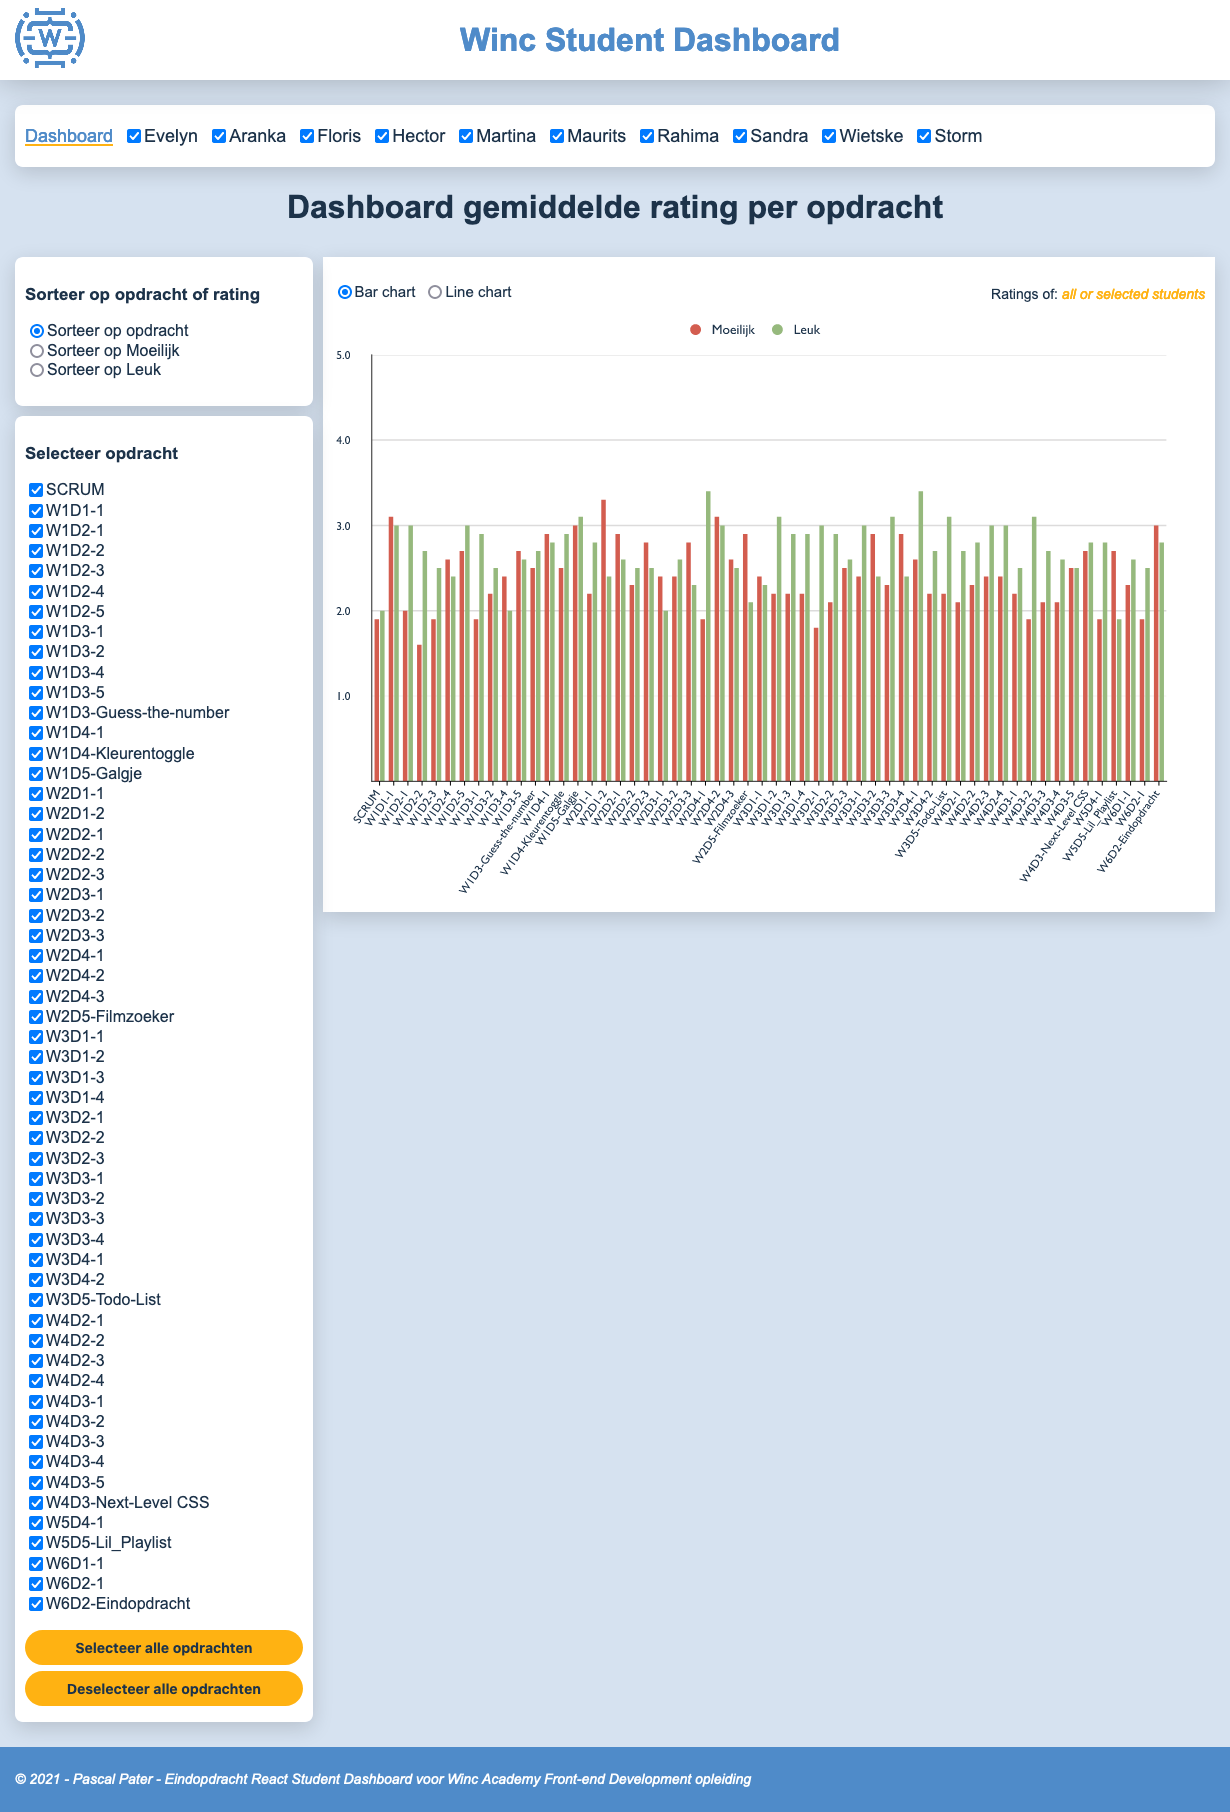 W
Winc Student Dashboard
Dashboard Evelyn Aranka Floris Hector Martina Maurits Rahima Sandra Wietske Storm
Dashboard gemiddelde rating per opdracht
Sorteer op opdracht of rating
Sorteer op opdracht
Sorteer op Moeilijk
Sorteer op Leuk
Selecteer opdracht
SCRUM
W1D1-1
W1D2-1
W1D2-2
W1D2-3
W1D2-4
W1D2-5
W1D3-1
W1D3-2
W1D3-4
W1D3-5
W1D3-Guess-the-number
W1D4-1
W1D4-Kleurentoggle
W1D5-Galgje
W2D1-1
W2D1-2
W2D2-1
W2D2-2
W2D2-3
W2D3-1
W2D3-2
W2D3-3
W2D4-1
W2D4-2
W2D4-3
W2D5-Filmzoeker
W3D1-1
W3D1-2
W3D1-3
W3D1-4
W3D2-1
W3D2-2
W3D2-3
W3D3-1
W3D3-2
W3D3-3
W3D3-4
W3D4-1
W3D4-2
W3D5-Todo-List
W4D2-1
W4D2-2
W4D2-3
W4D2-4
W4D3-1
W4D3-2
W4D3-3
W4D3-4
W4D3-5
W4D3-Next-Level CSS
W5D4-1
W5D5-Lil_Playlist
W6D1-1
W6D2-1
W6D2-Eindopdracht
Selecteer alle opdrachten
Deselecteer alle opdrachten
Bar chart Line chart
Ratings of: all or selected students
Moeilijk Leuk
5.0
4.0
3.0
2.0
1.0
SCRUM
W1D1-1
W1D2-1
W1D2-2
W1D2-3
W1D2-4
W1D2-5
W1D3-1
W1D3-2
W1D3-4
W1D3-5
W1D3-Guess-the-number
W1D4-1
W1D4-Kleurentoggle
W1D5-Galgje
W2D1-1
W2D1-2
W2D2-1
W2D2-2
W2D2-3
W2D3-1
W2D3-2
W2D3-3
W2D4-1
W2D4-2
W2D4-3
W2D5-Filmzoeker
W3D1-1
W3D1-2
W3D1-3
W3D1-4
W3D2-1
W3D2-2
W3D2-3
W3D3-1
W3D3-2
W3D3-3
W3D3-4
W3D4-1
W3D4-2
W3D5-Todo-List
W4D2-1
W4D2-2
W4D2-3
W4D2-4
W4D3-1
W4D3-2
W4D3-3
W4D3-4
W4D3-5
W4D3-Next-Level CSS
W5D4-1
W5D5-Lil_Playlist
W6D1-1
W6D2-1
W6D2-Eindopdracht
© 2021 - Pascal Pater - Eindopdracht React Student Dashboard voor Winc Academy Front-end Development opleiding